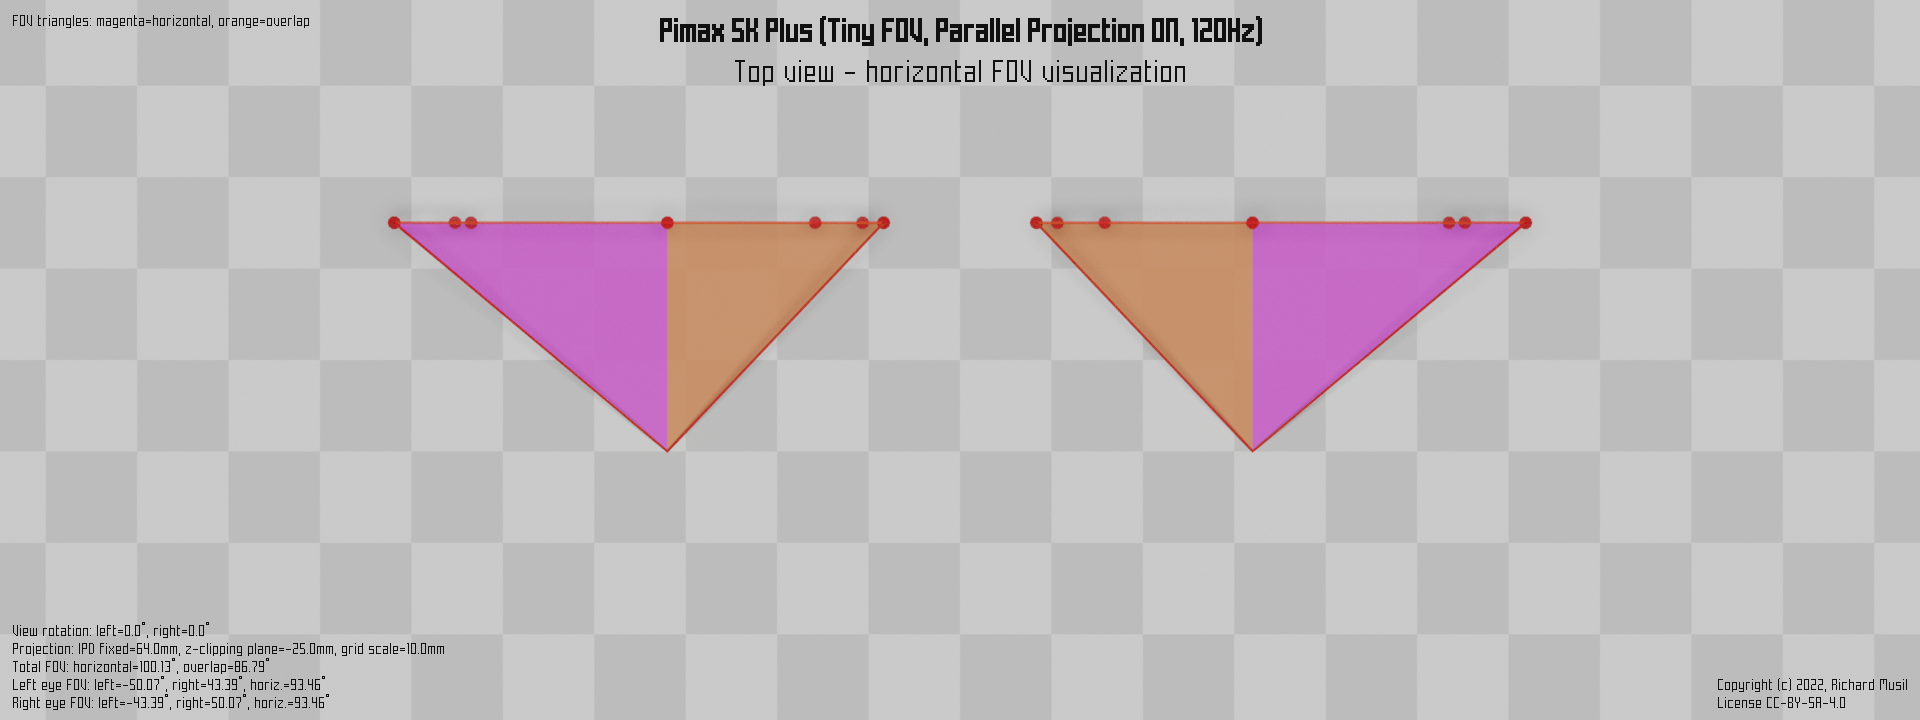 FOV triangles: magenta=horizontal, orange=overlap
Pimax 5K Plus (Tiny FOV, Parallel Projection ON, 120Hz)
Top view - horizontal FOV visualization
View rotation: left=0.0°, right=0.0°
Projection: IPD fixed=64.0mm, z-clipping plane=-25.0mm, grid scale=10.0mm
Total FOV: horizontal=100.13°, overlap=86.79°
Left eye FOV: left=-50.07°, right=43.39°, horiz.=93.46°
Right eye FOV: left=-43.39°, right=50.07°, horiz.=93.46°
Copyright (c) 2022, Richard Musil
License CC-BY-SA-4.0